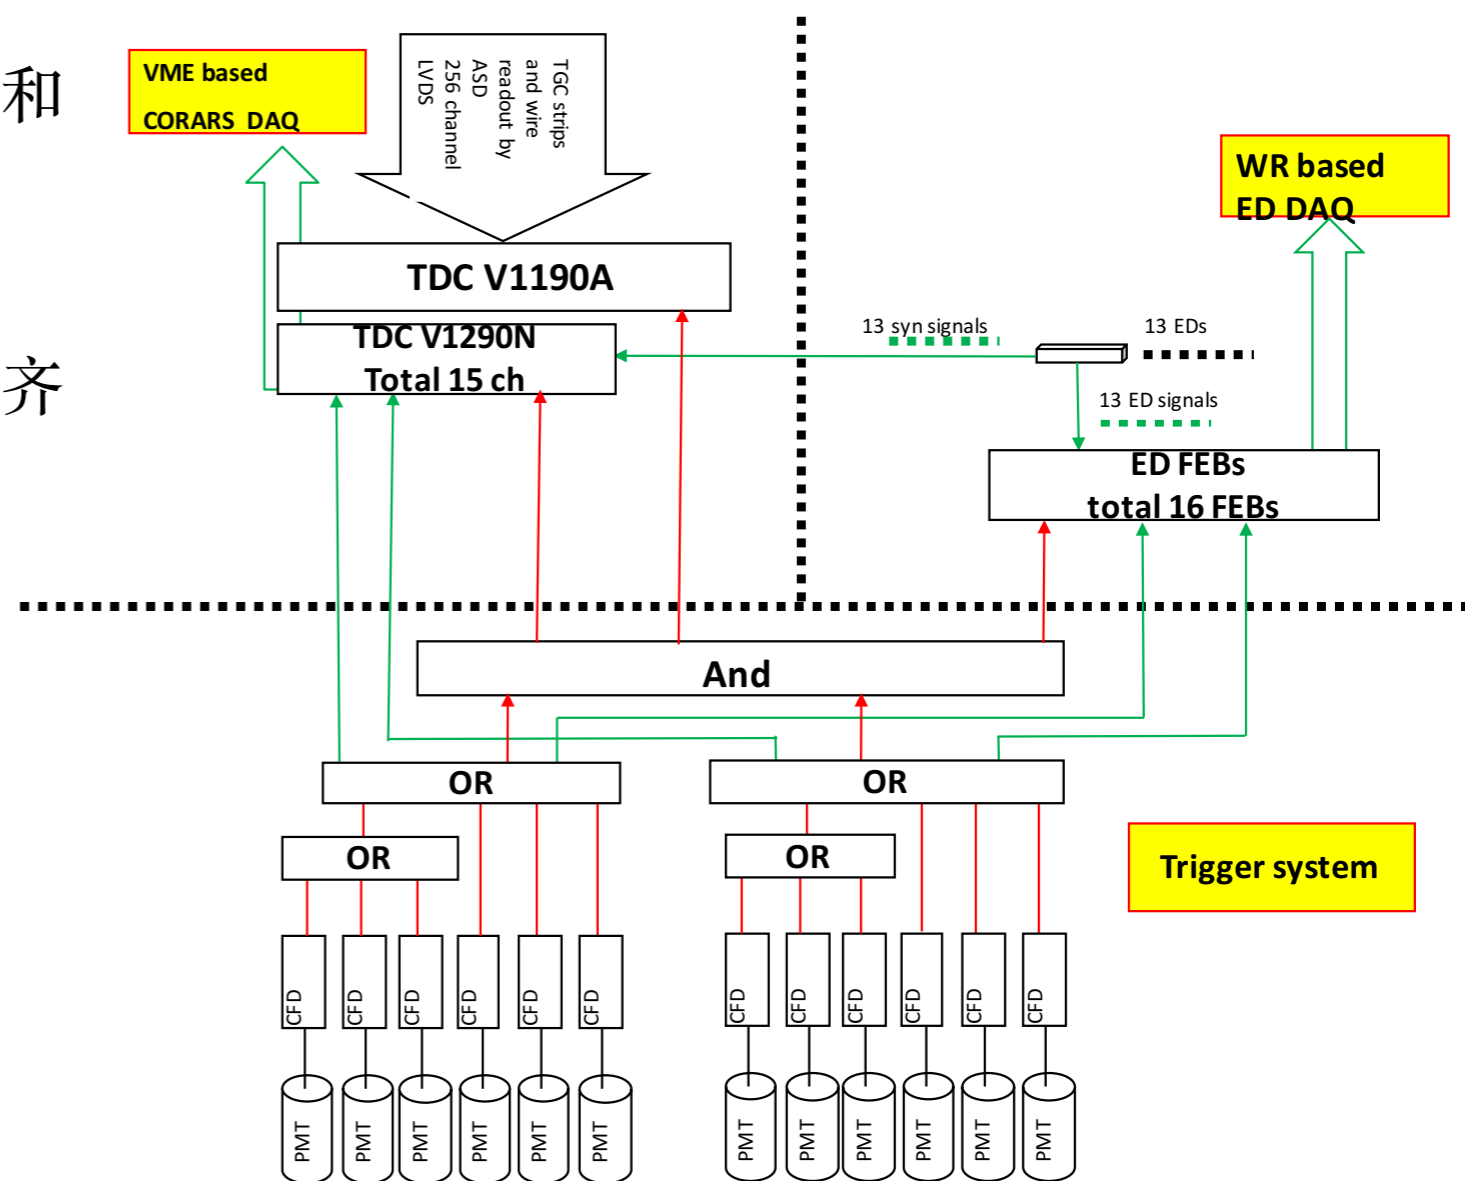 和
VME based
CORARS DAQ
TGC strips
and wire
readout by
ASD
256 channel
LVDS
WR based
ED DAQ
TDC V1190A
TDC V1290N
Total 15 ch
13 syn signals
13 EDs
齐
13 ED signals
ED FEBs
total 16 FEBs
And
OR
OR
OR
OR
Trigger system
CFD
CFD
CFD
CFD
CFD
CFD
CFD
CFD
CFD
CFD
CFD
CFD
PMT
PMT
PMT
PMT
PMT
PMT
PMT
PMT
PMT
PMT
PMT
PMT